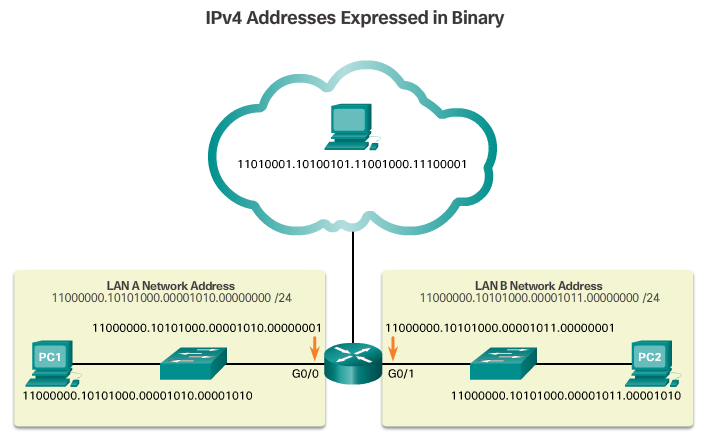 IPv4 Addresses Expressed in Binary
11010001.10100101.11001000.11100001
LAN A Network Address
11000000.10101000.00001010.00000000 /24
11000000.10101000.00001010.00000001
PC1
G0/0
11000000.10101000.00001010.00001010
LAN B Network Address
11000000.10101000.00001011.00000000 /24
11000000.10101000.00001011.00000001
G0/1
PC2
11000000.10101000.00001011.00001010